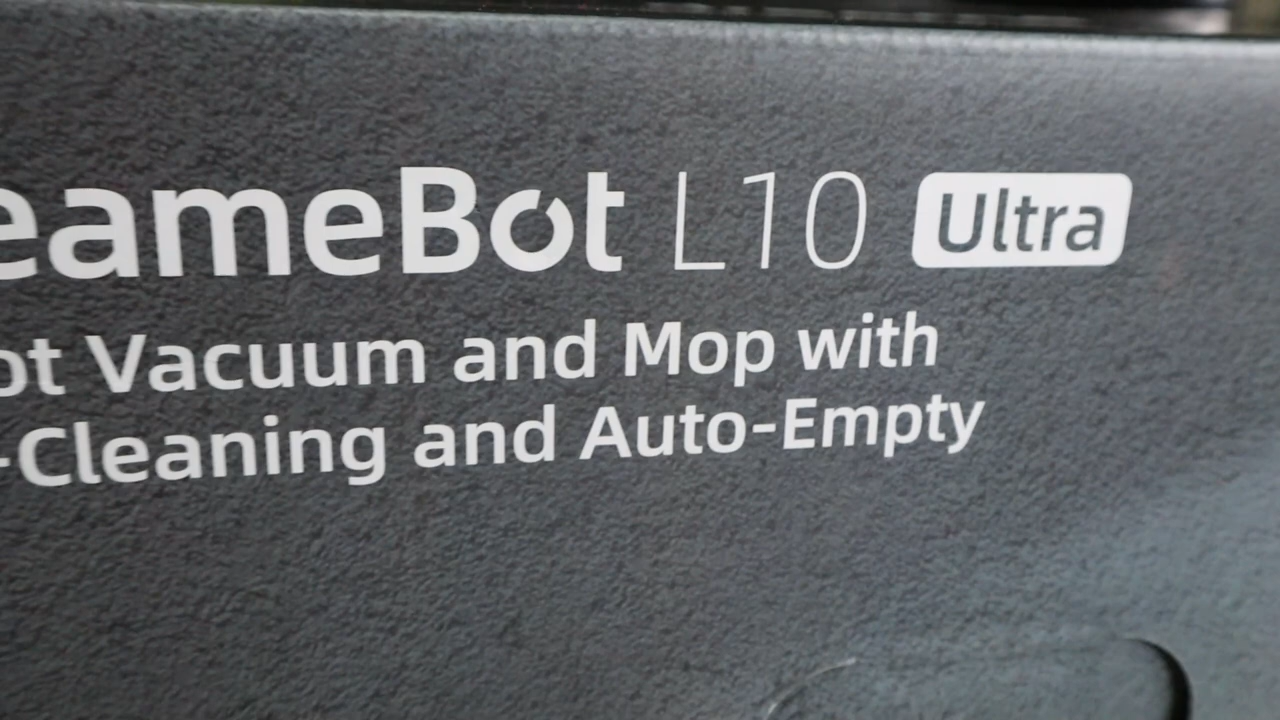 eameBot L10 Ultra
ot Vacuum and Mop with
-Cleaning and Auto-Empty